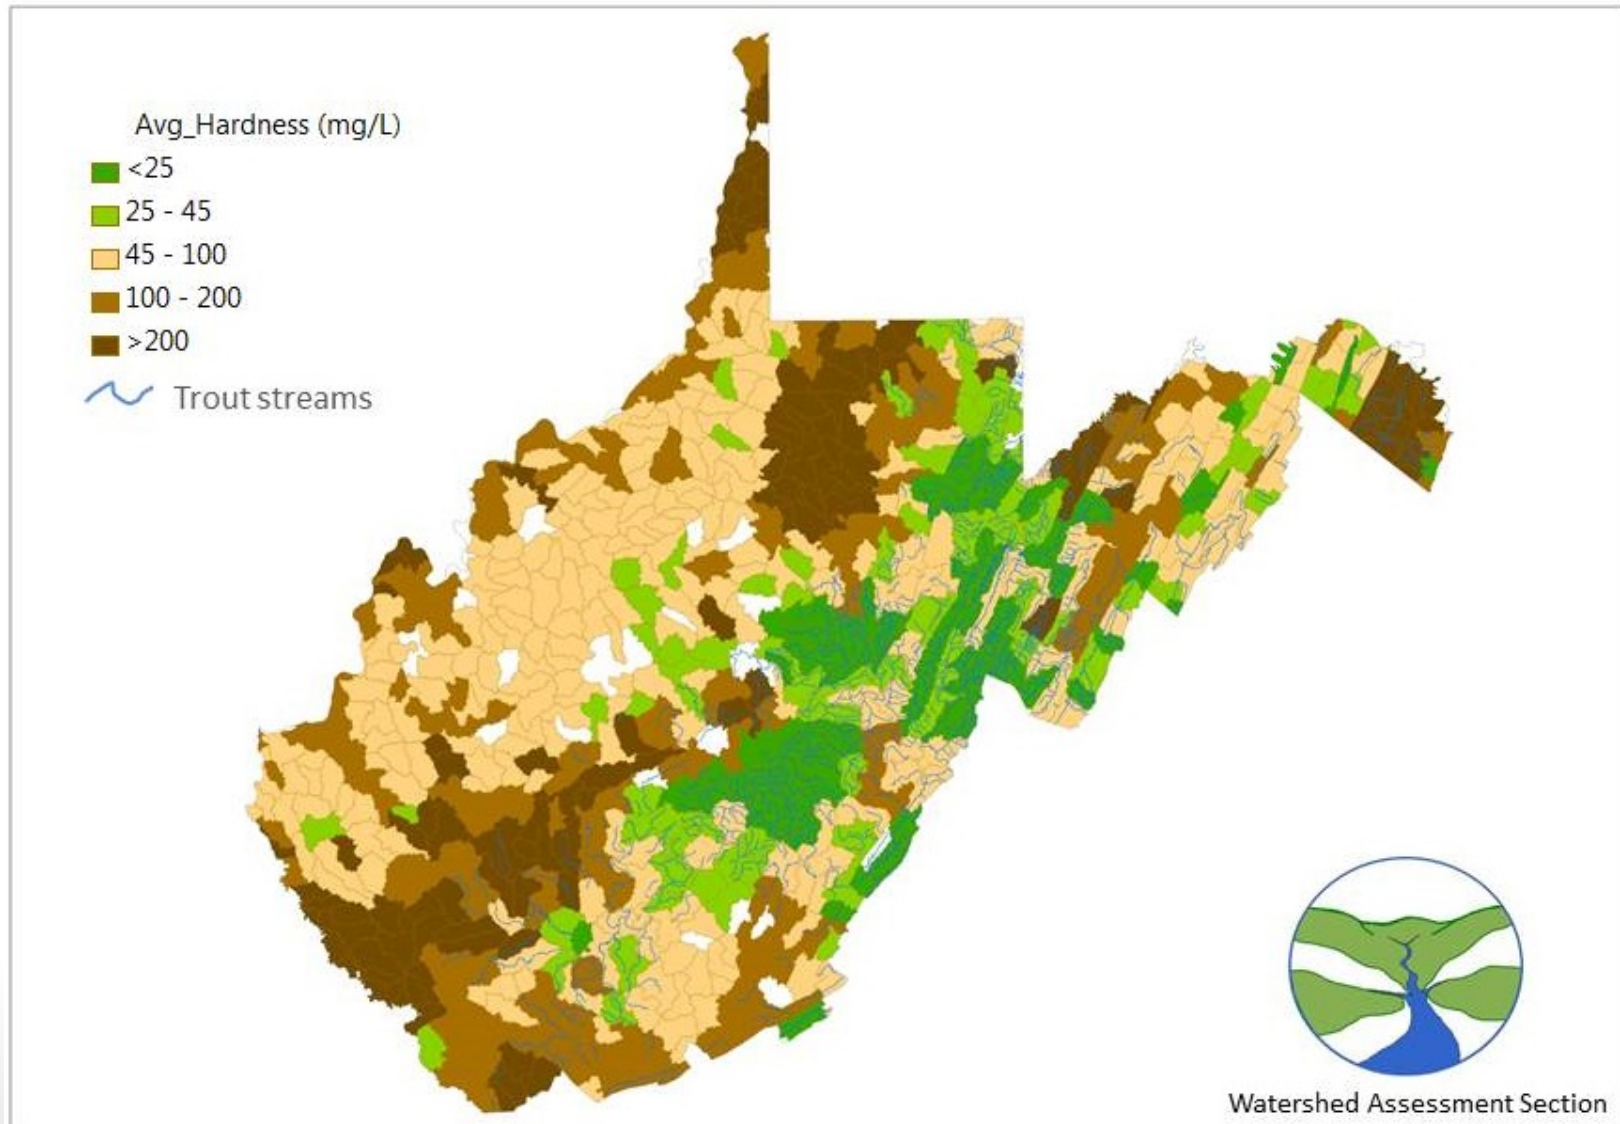 Avg_Hardness (mg/L)
<25
25 - 45
45 - 100
100 - 200
>200
Trout streams
Watershed Assessment Section